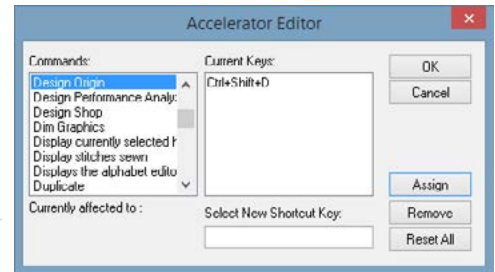 Accelerator Editor
Commands:
Design Origin
Design Performance Analy
Design Shop
Dim Graphics
Display currently selected h
Display stitches sewn
Displays the alphabet edito
Duplicate
Currently affected to :
Current Keys:
Ctrl+Shift+D
Select New Shortcut Key:
OK
Cancel
Assign
Remove
Reset All